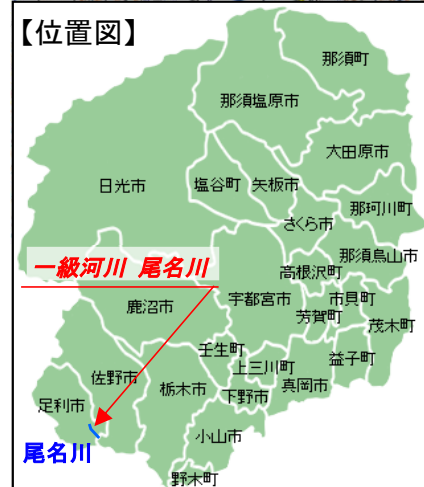 【位置図】
那須町
那須塩原市
大田原市
日光市
塩谷町
矢板市
那珂川町
さくら市
那須烏山市
一級河川 尾名川
高根沢町
鹿沼市
宇都宮市
市貝町
芳賀町
茂木町
壬生町
上三川町
益子町
佐野市
栃木市
下野市
真岡市
足利市
小山市
尾名川
野木町